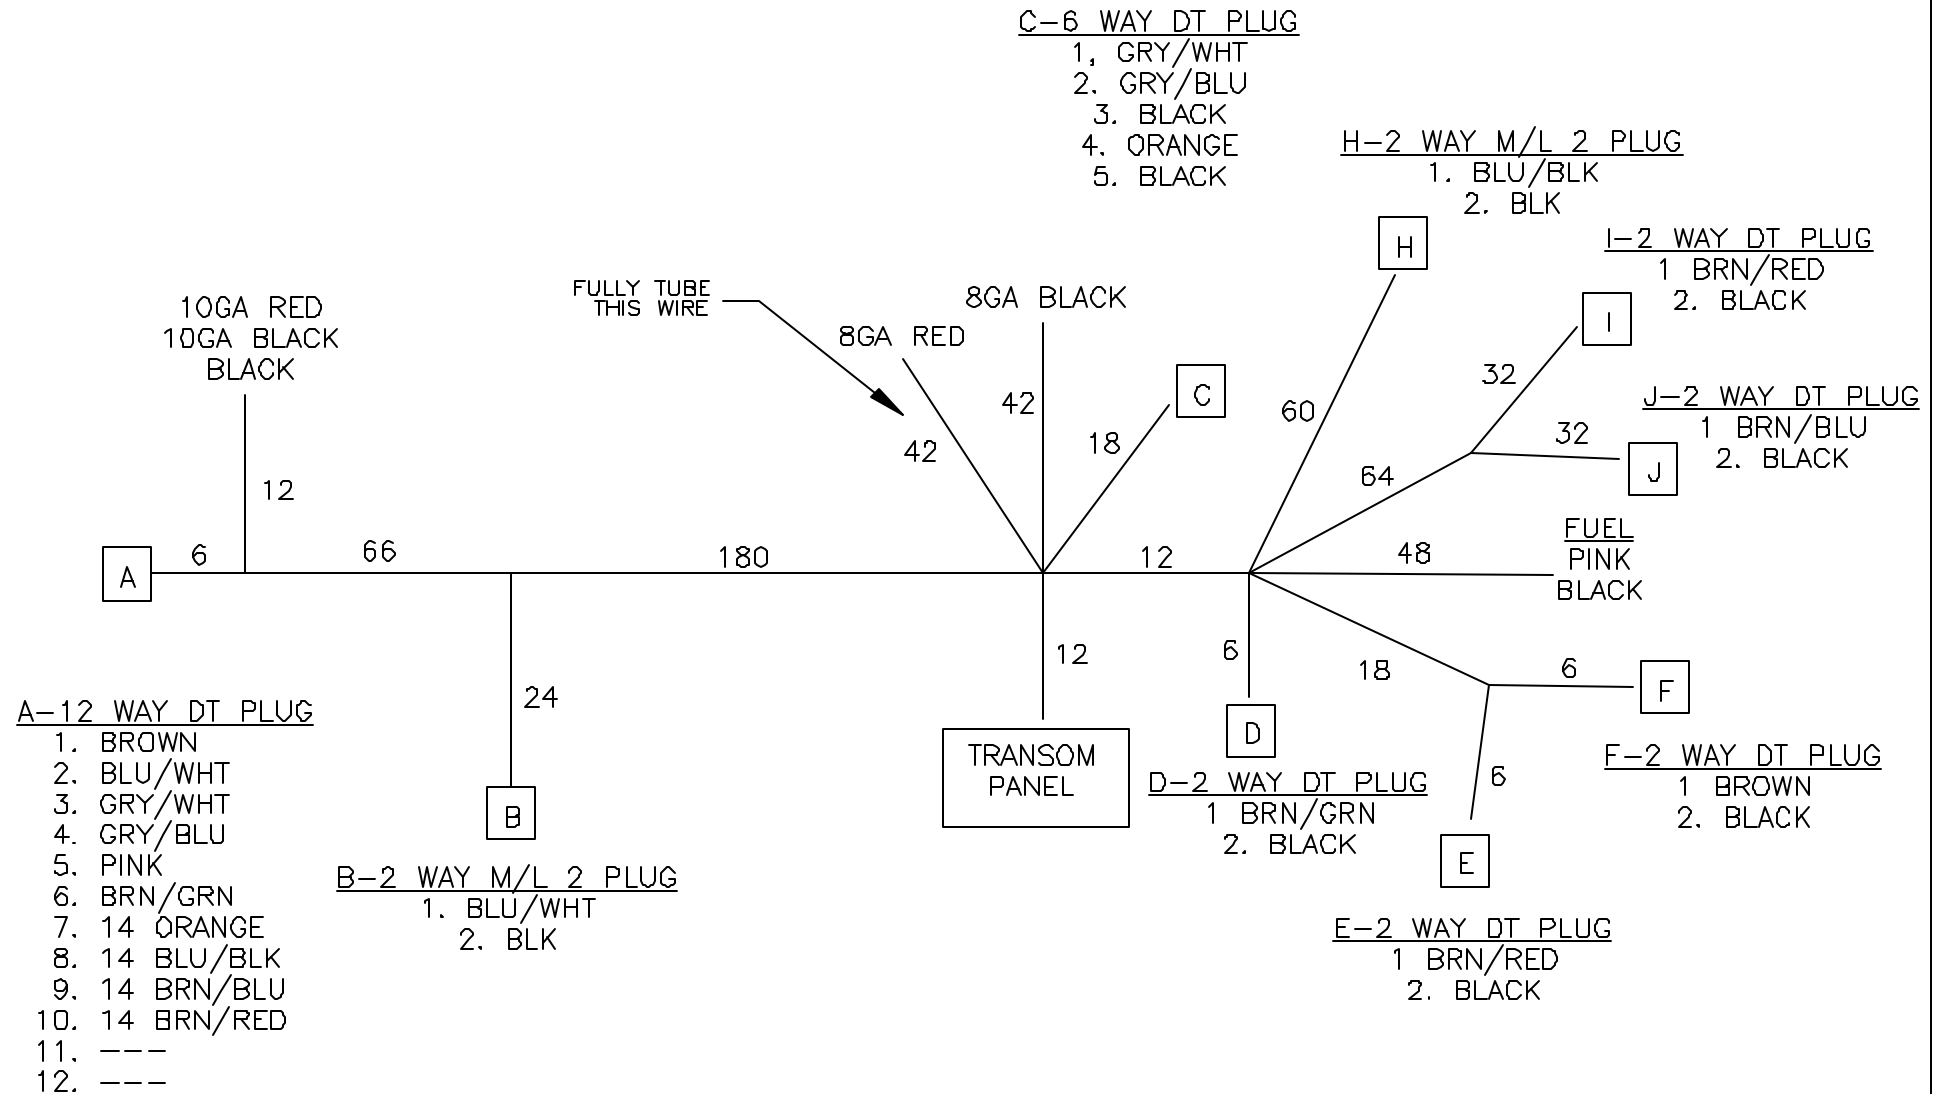 C-6 WAY DT PLUG
1, GRY/WHT
2. GRY/BLU
3. BLACK
4. ORANGE
5. BLACK
H-2 WAY M/L 2 PLUG
1. BLU/BLK
2. BLK
H
I-2 WAY DT PLUG
1 BRN/RED
2. BLACK
I
FULLY TUBE
THIS WIRE
8GA BLACK
8GA RED
10GA RED
10GA BLACK
BLACK
C
42
42
18
60
32
32
64
J-2 WAY DT PLUG
1 BRN/BLU
2. BLACK
J
12
A
6
66
180
12
48
FUEL
PINK
BLACK
24
12
6
18
6
F
D
TRANSOM
PANEL
D-2 WAY DT PLUG
1 BRN/GRN
2. BLACK
F-2 WAY DT PLUG
1 BROWN
2. BLACK
6
E
E-2 WAY DT PLUG
1 BRN/RED
2. BLACK
B
B-2 WAY M/L 2 PLUG
1. BLU/WHT
2. BLK
A-12 WAY DT PLUG
1. BROWN
2. BLU/WHT
3. GRY/WHT
4. GRY/BLU
5. PINK
6. BRN/GRN
7. 14 ORANGE
8. 14 BLU/BLK
9. 14 BRN/BLU
10. 14 BRN/RED
11. ---
12. ---